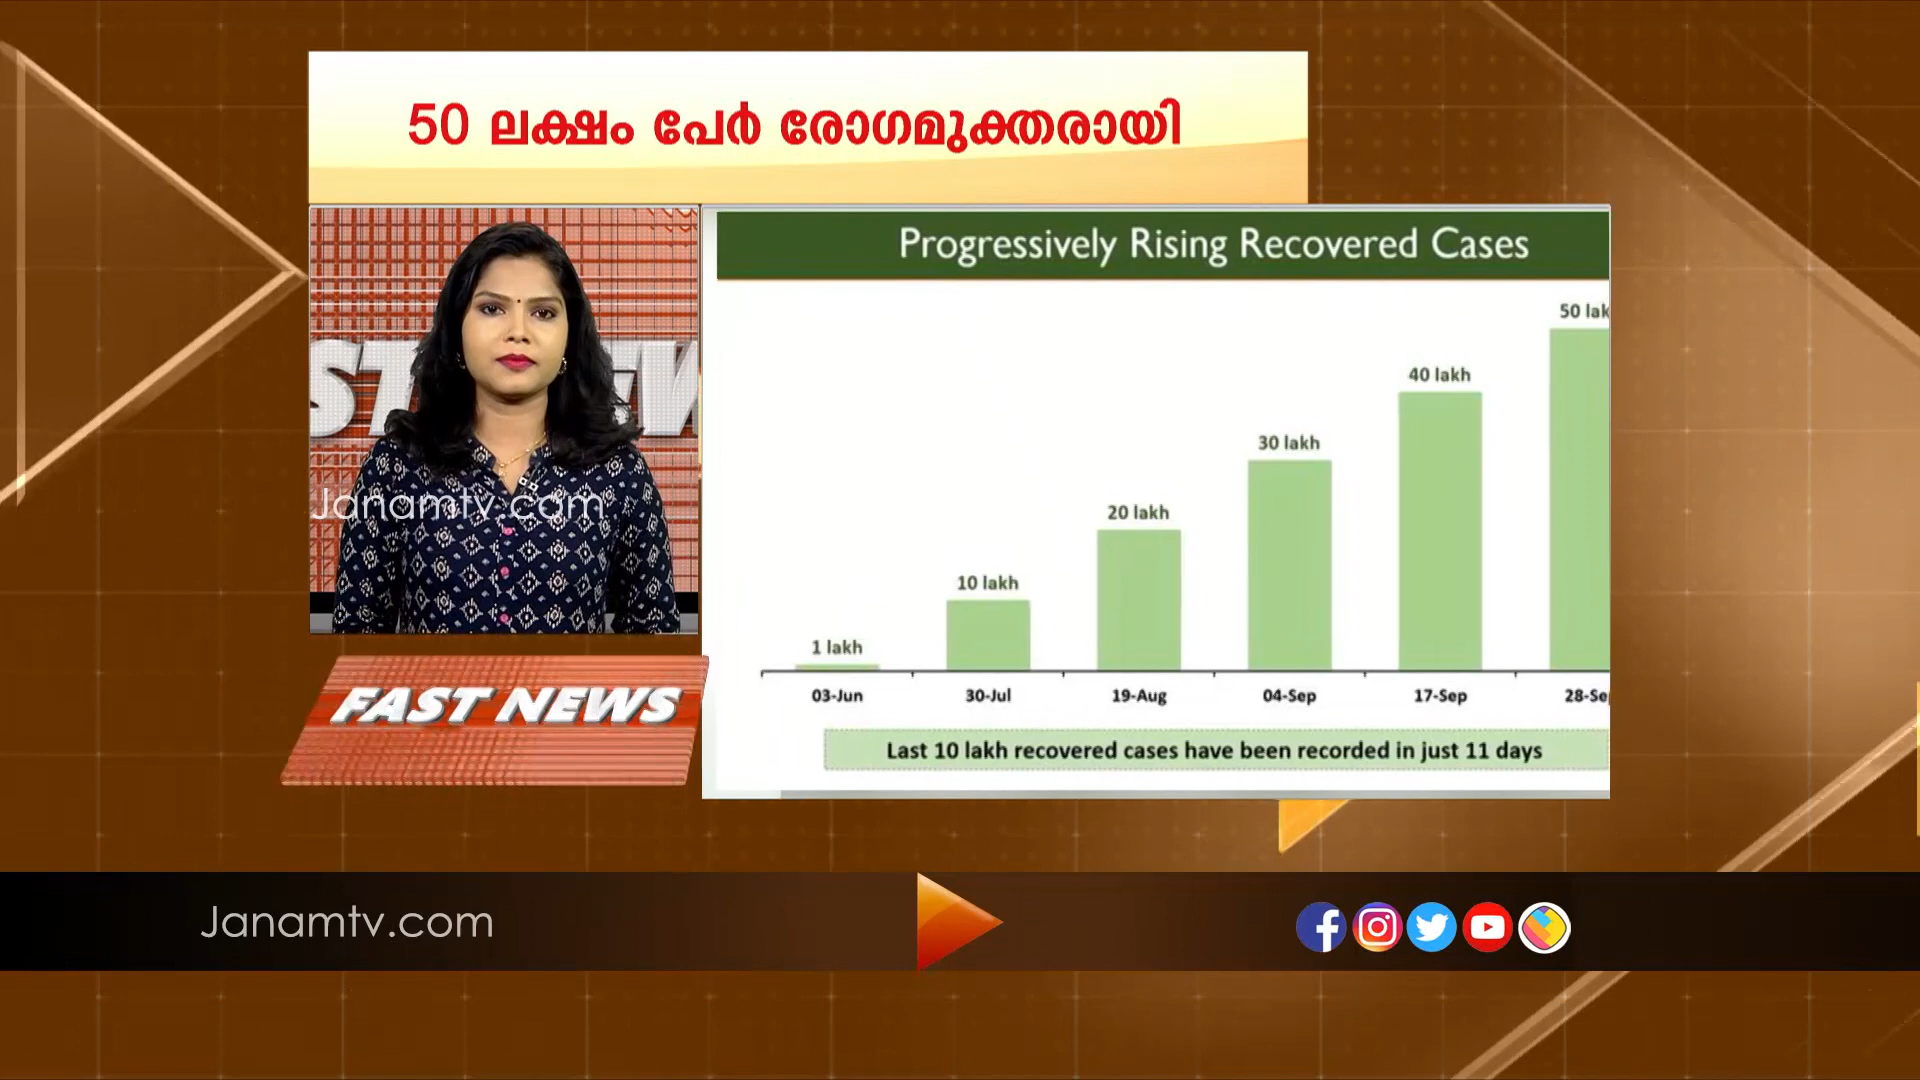 50 ലക്ഷം പേർ രോഗമുക്തരായി
Progressively Rising Recovered Cases
50 lak
40 lakh
30 lakh
20 lakh
10 lakh
1 lakh
03-Jun 30-Jul 19-Aug 04-Sep 17-Sep 28-Se
Last 10 lakh recovered cases have been recorded in just 11 days
Janamtv.com
FAST NEWS
Janamtv.com